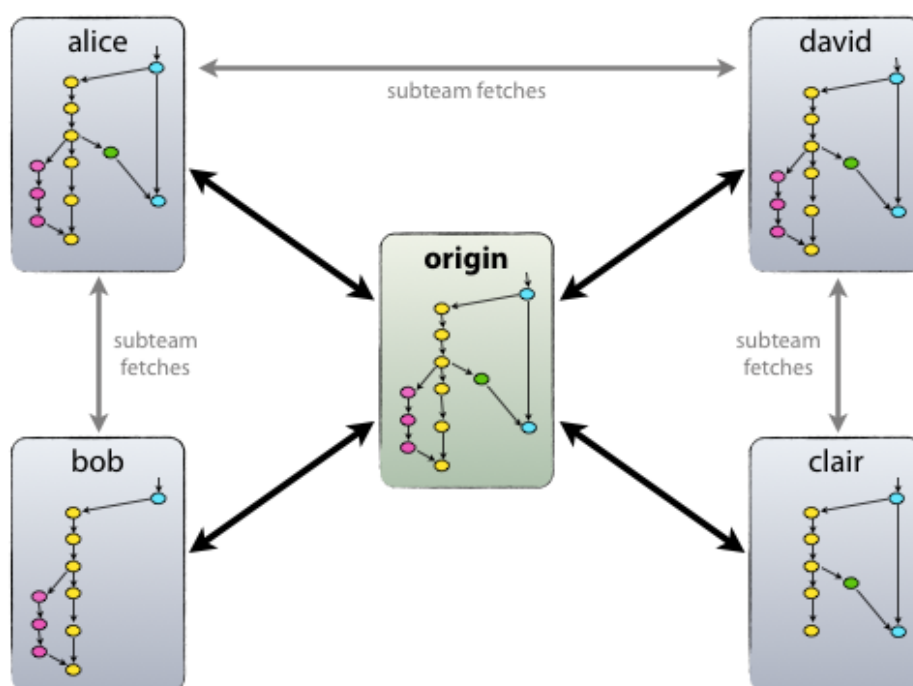 alice
david
subteam fetches
origin
subteam
fetches
subteam
fetches
bob
clair